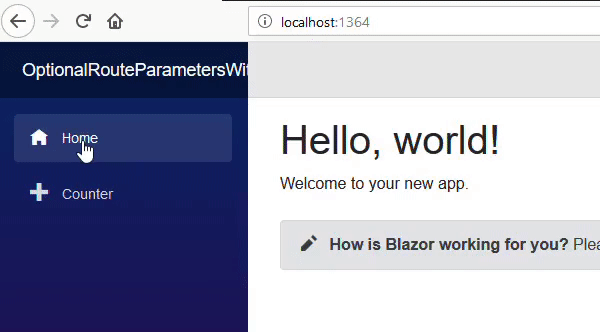 localhost:1364
OptionalRouteParametersWit
Home
Counter
Hello, world!
Welcome to your new app.
How is Blazor working for you? Plea